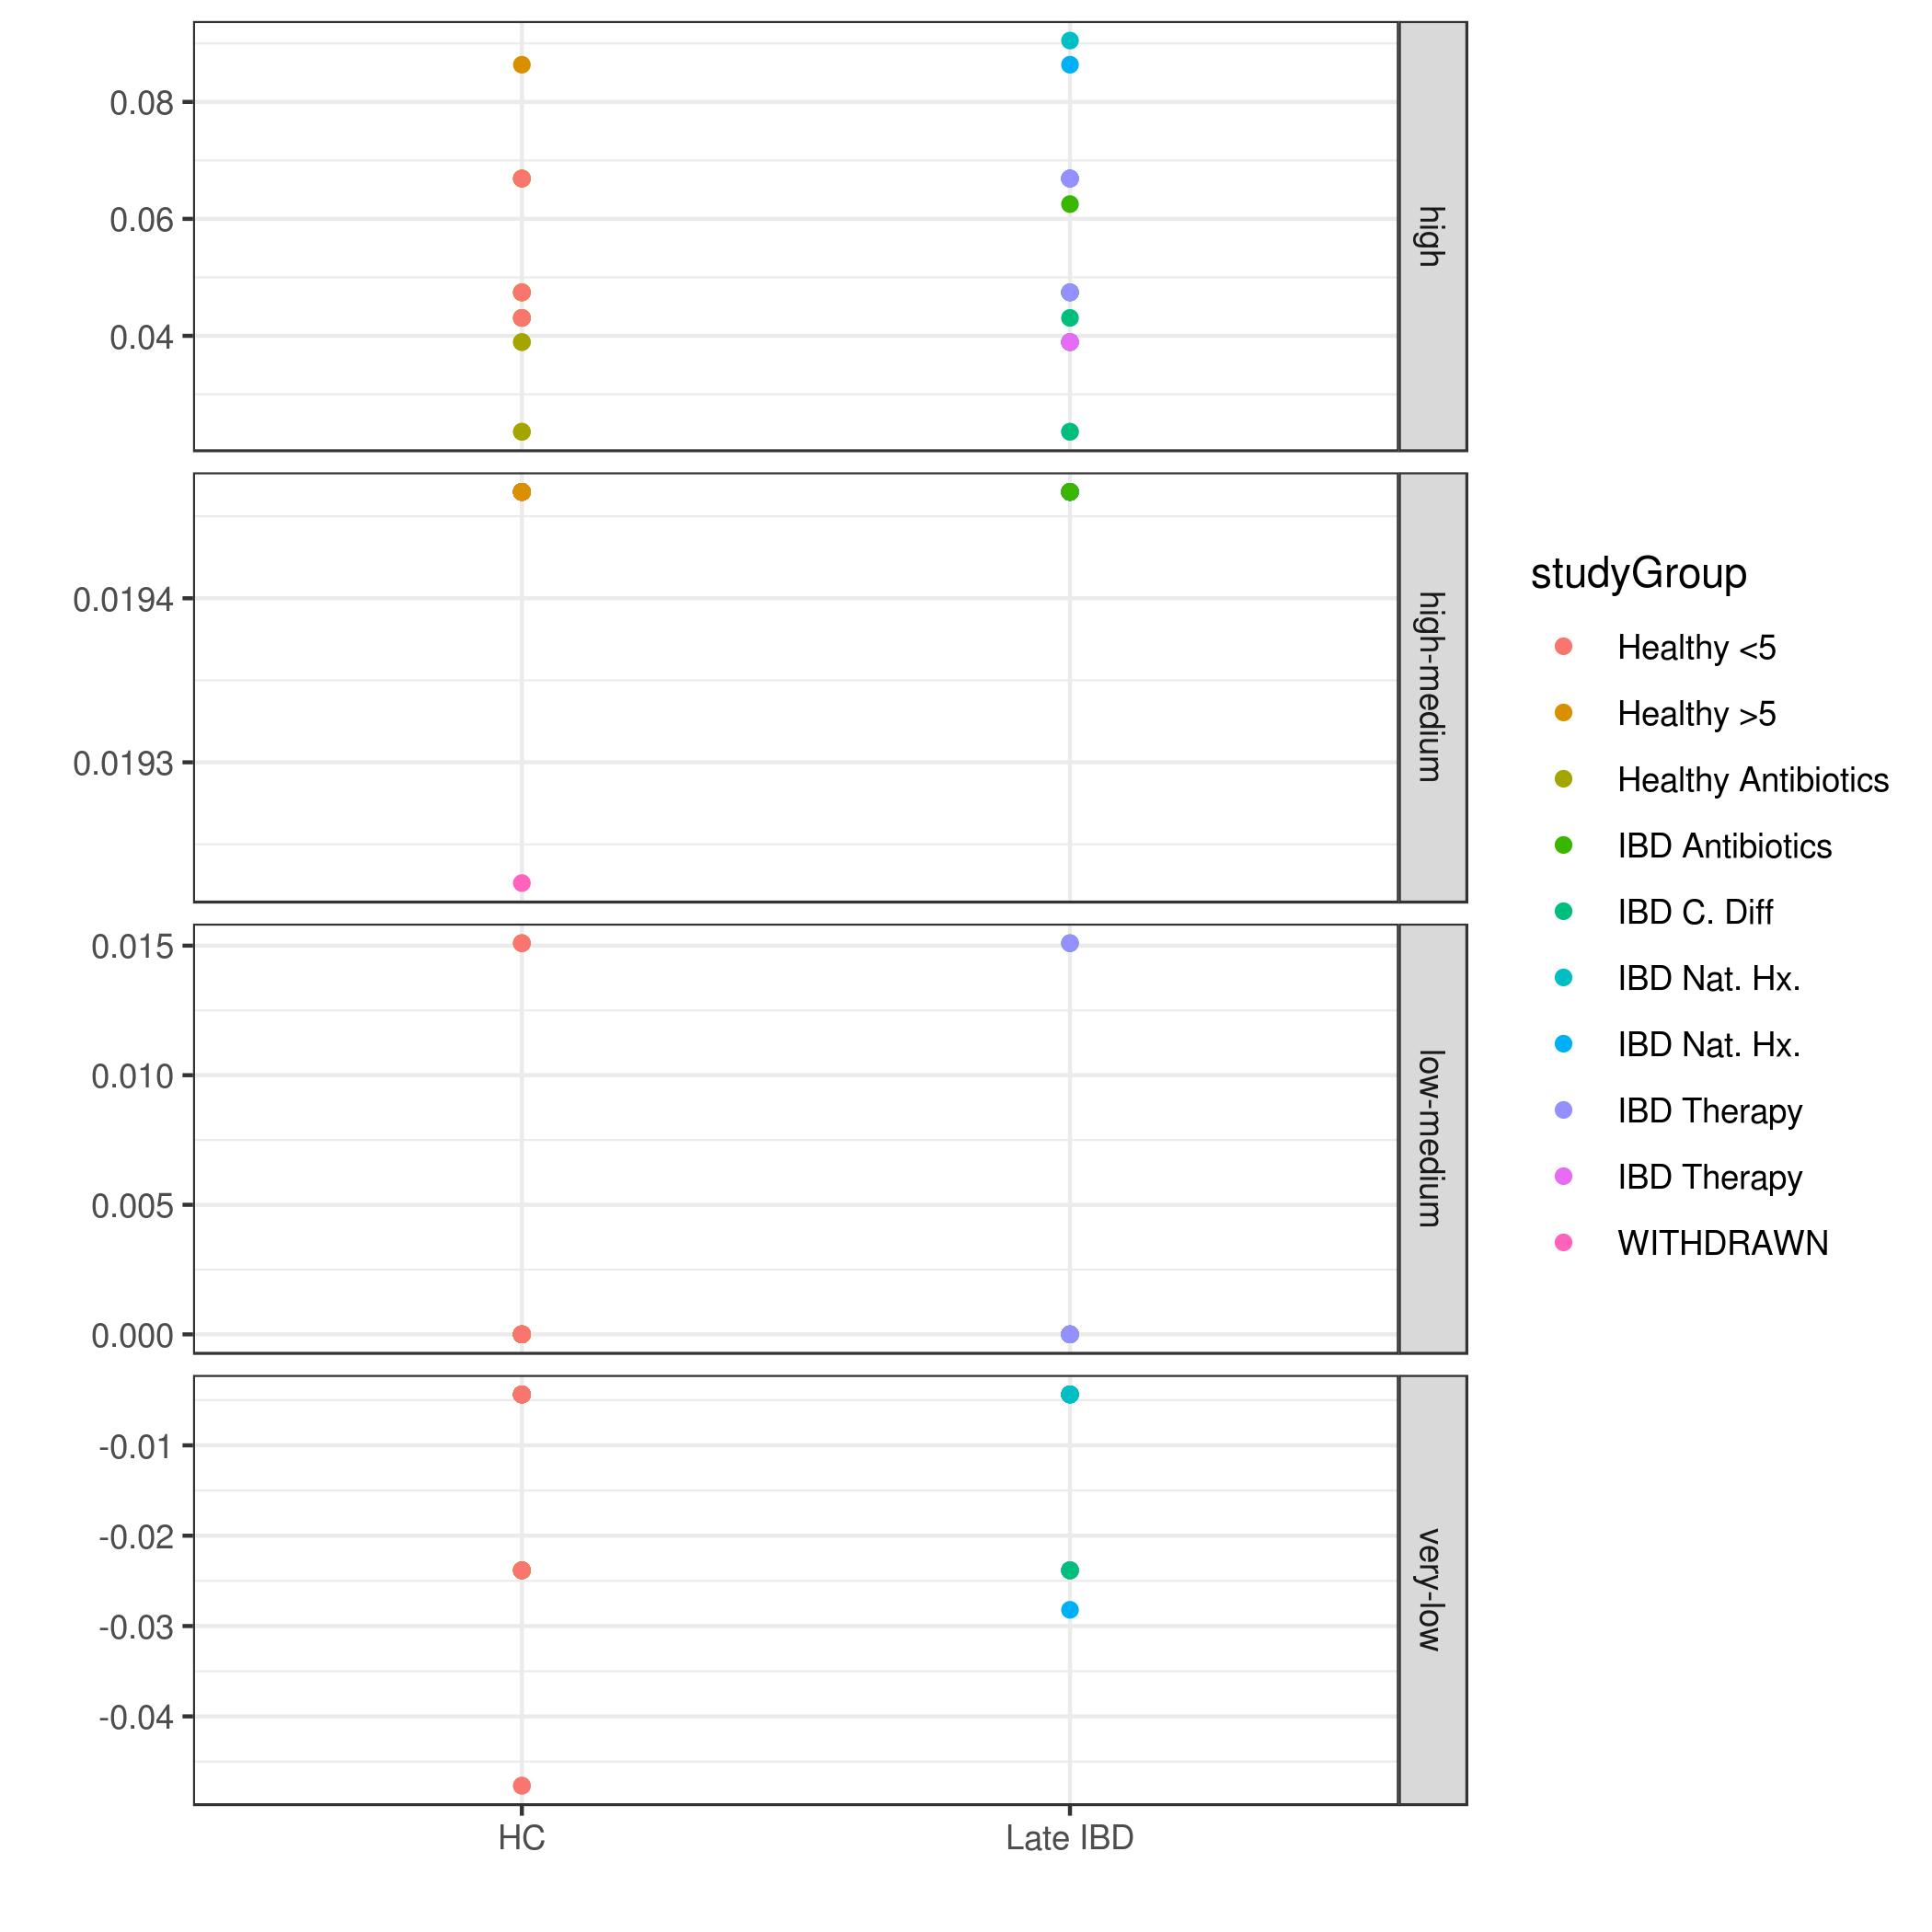 0.08
0.06
0.04
high
0.0194
0.0193
high-medium
0.015
0.010
0.005
0.000
low-medium
-0.01
-0.02
-0.03
-0.04
very-low
HC
Late IBD
studyGroup
Healthy <5
Healthy >5
Healthy Antibiotics
IBD Antibiotics
IBD C. Diff
IBD Nat. Hx.
IBD Nat. Hx.
IBD Therapy
IBD Therapy
WITHDRAWN